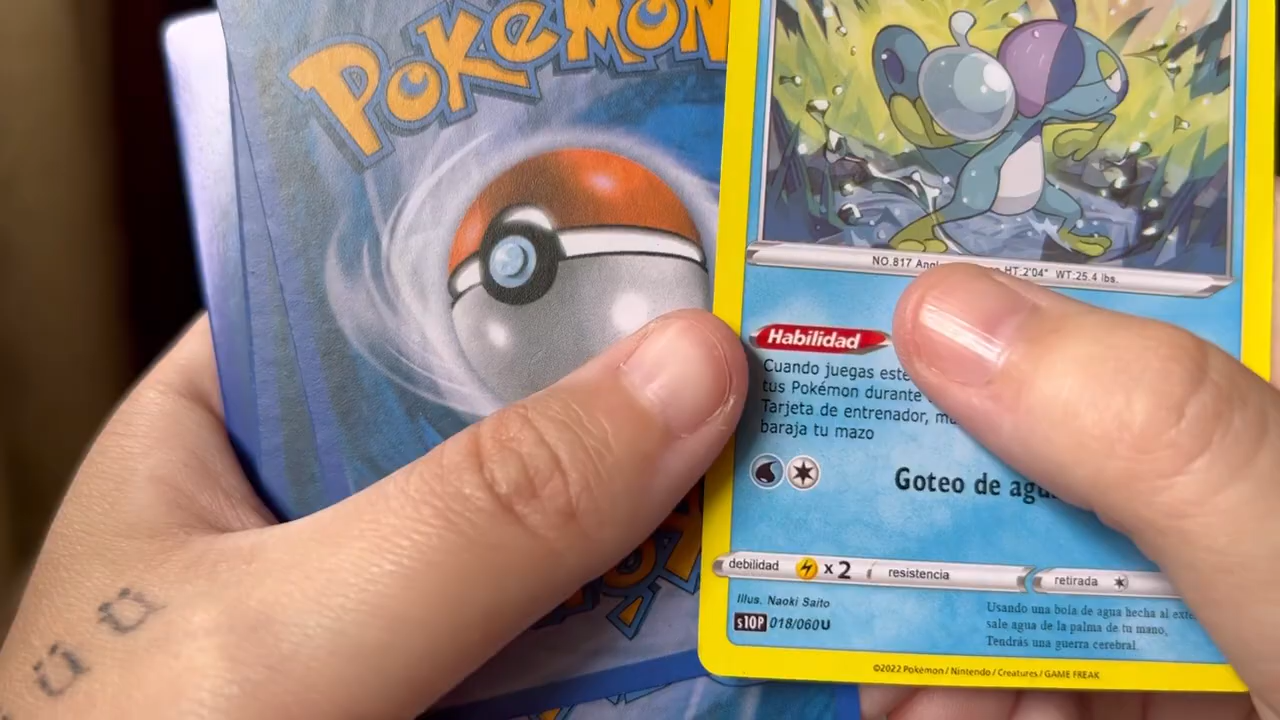 POKéMON
NO.817
HT:2'04" WT:25.4 lbs.
Habilidad
Cuando juegas este
tus Pokémon durante
Tarjeta de entrenador,
baraja tu mazo
Goteo de
debilidad x2 resistencia retirada
Illus. Naoki Saito
s10P 018/060 U
Usando una bola de agua hecha al
sale agua de la palma de tu mano,
Tendrás una guerra cerebral.
©2022 Pokémon / Nintendo / Creatures / GAME FREAK